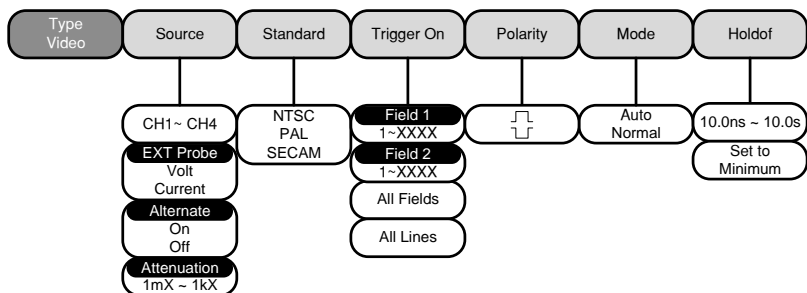 Type
Video
Source
Standard
Trigger On
Polarity
Mode
Holdof
CH1~ CH4
EXT Probe
Volt
Current
Alternate
On
Off
Attenuation
1mX ~ 1kX
NTSC
PAL
SECAM
Field 1
1~XXXX
Field 2
1~XXXX
All Fields
All Lines
Auto
Normal
10.0ns ~ 10.0s
Set to
Minimum